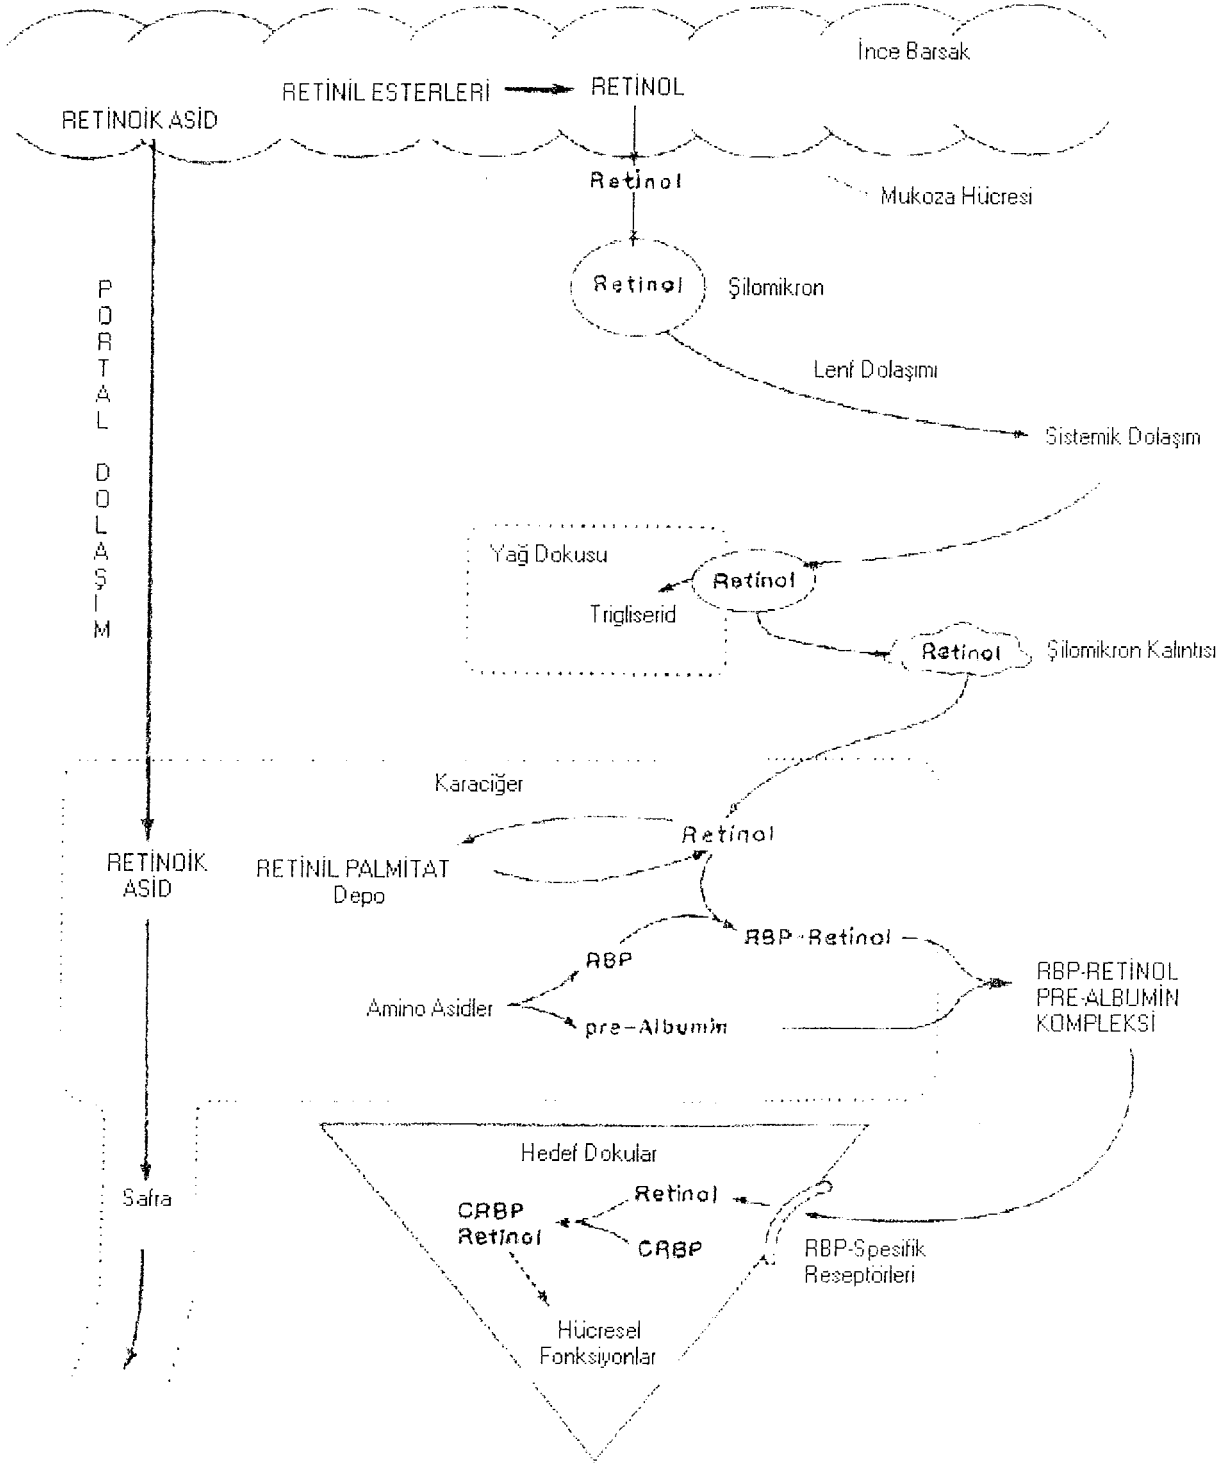 İnce Barsak
RETİNİL ESTERLERİ
RETİNOL
RETİNOİK ASİD
Retinol
Mukoza Hücresi
Retinol
Şilomikron
PORTAL DOLAŞIM
Lenf Dolaşımı
Sistemik Dolaşım
Yağ Dokusu
Retinol
Trigliserid
Retinol
Şilomikron Kalıntısı
Karaciğer
Retinol
RETİNOİK
ASİD
RETİNİL PALMİTAT
Depo
RBP-Retinol
RBP
Amino Asidler
pre-Albumin
RBP-RETİNOL
PRE-ALBUMİN
KOMPLEKSİ
Hedef Dokular
Safra
Retinol
CRBP
Retinol
CRBP
RBP-Spesifik
Reseptörleri
Hücresel
Fonksiyonlar